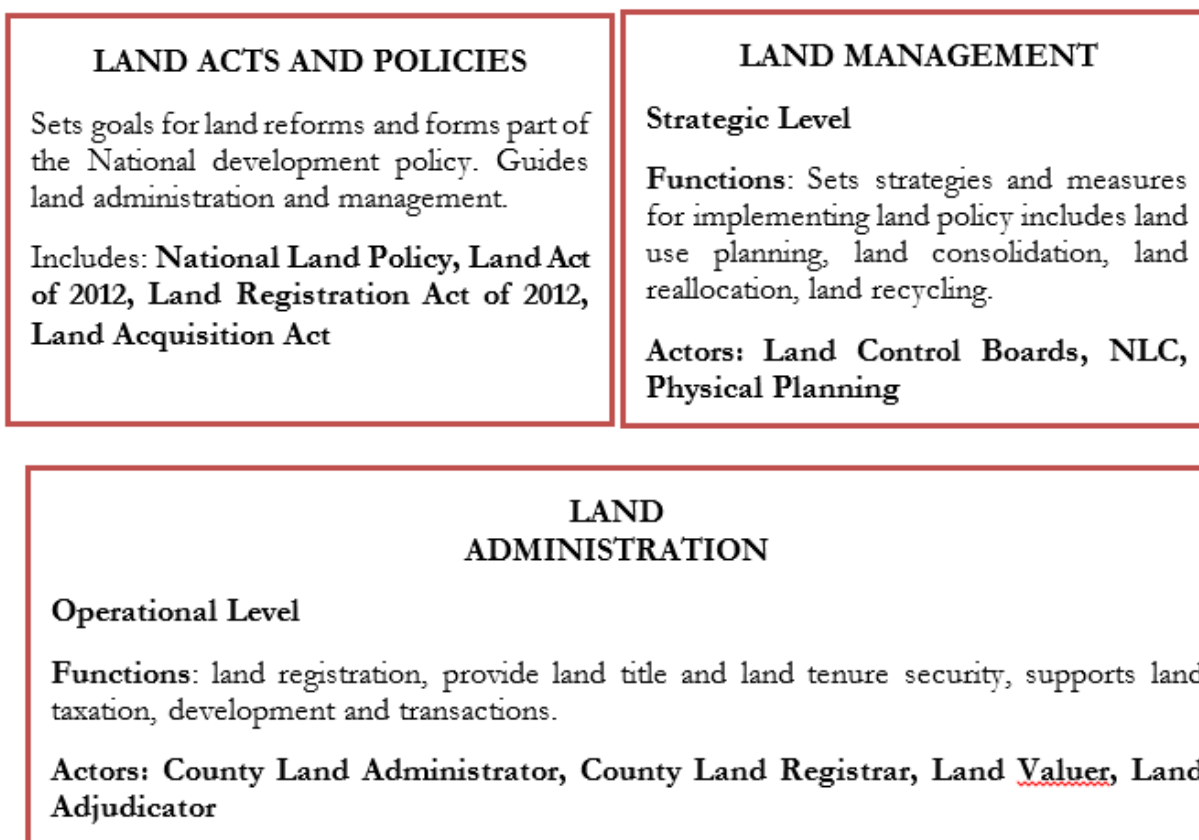 LAND ACTS AND POLICIES
Sets goals for land reforms and forms part of
the National development policy. Guides
land administration and management.
Includes: National Land Policy, Land Act
of 2012, Land Registration Act of 2012,
Land Acquisition Act
LAND MANAGEMENT
Strategic Level
Functions: Sets strategies and measures
for implementing land policy includes land
use planning, land consolidation, land
reallocation, land recycling.
Actors: Land Control Boards, NLC,
Physical Planning
LAND
ADMINISTRATION
Operational Level
Functions: land registration, provide land title and land tenure security, supports land
taxation, development and transactions.
Actors: County Land Administrator, County Land Registrar, Land Valuer, Land
Adjudicator